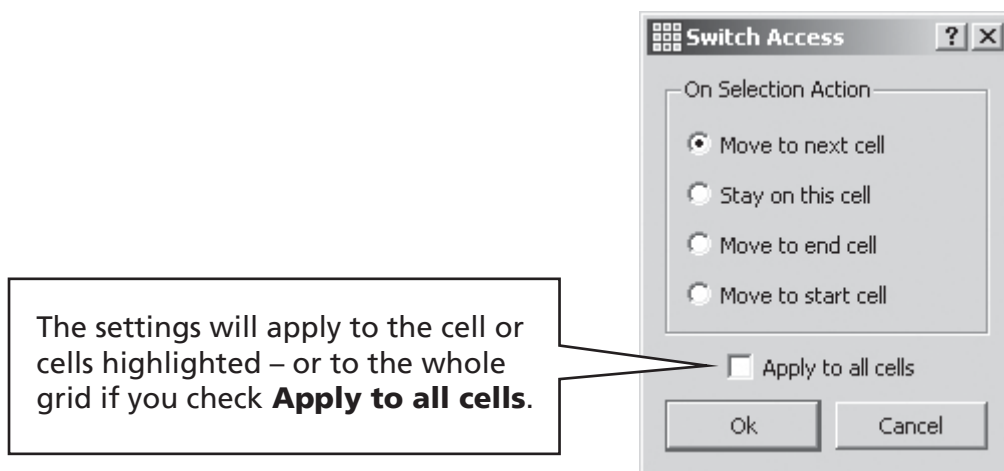 Switch Access
On Selection Action
Move to next cell
Stay on this cell
Move to end cell
Move to start cell
The settings will apply to the cell or
cells highlighted – or to the whole
grid if you check Apply to all cells.
Apply to all cells
Ok
Cancel